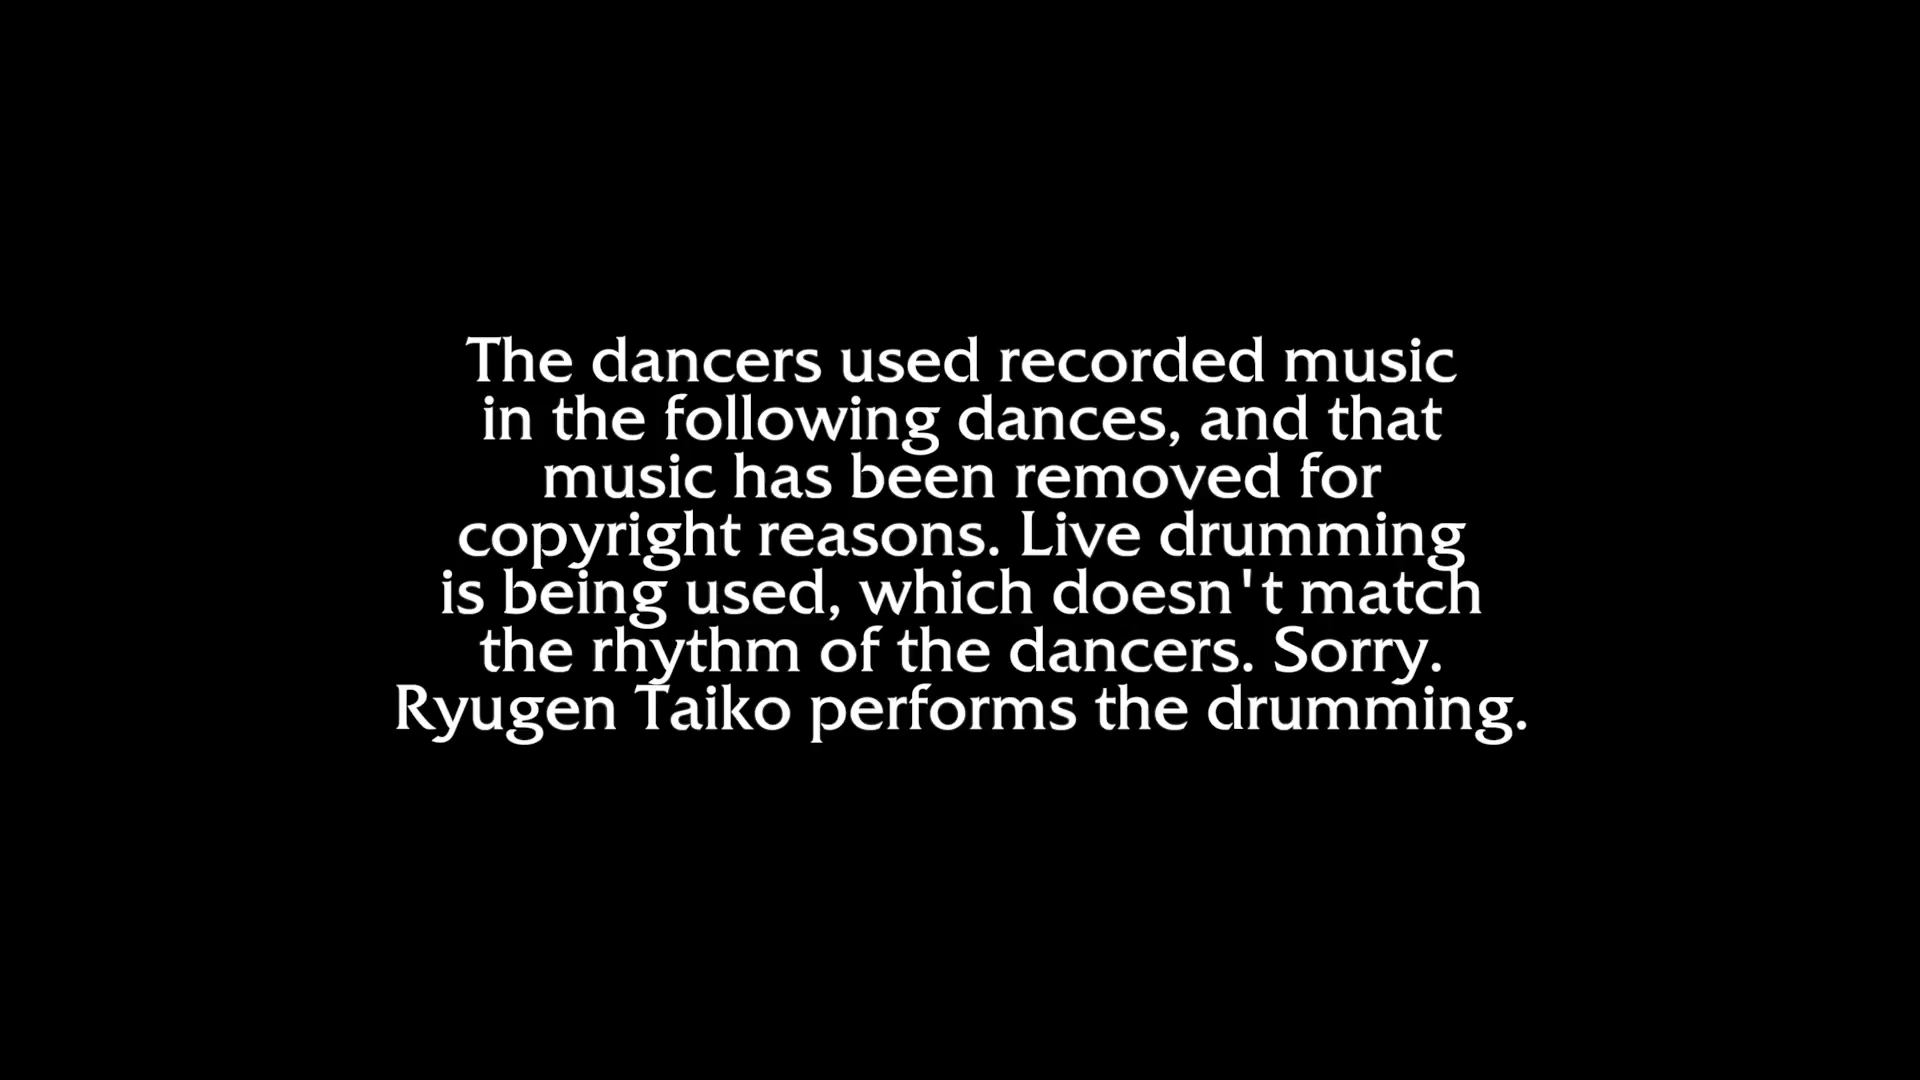 The dancers used recorded music
in the following dances, and that
music has been removed for
copyright reasons. Live drumming
is being used, which doesn't match
the rhythm of the dancers. Sorry.
Ryugen Taiko performs the drumming.